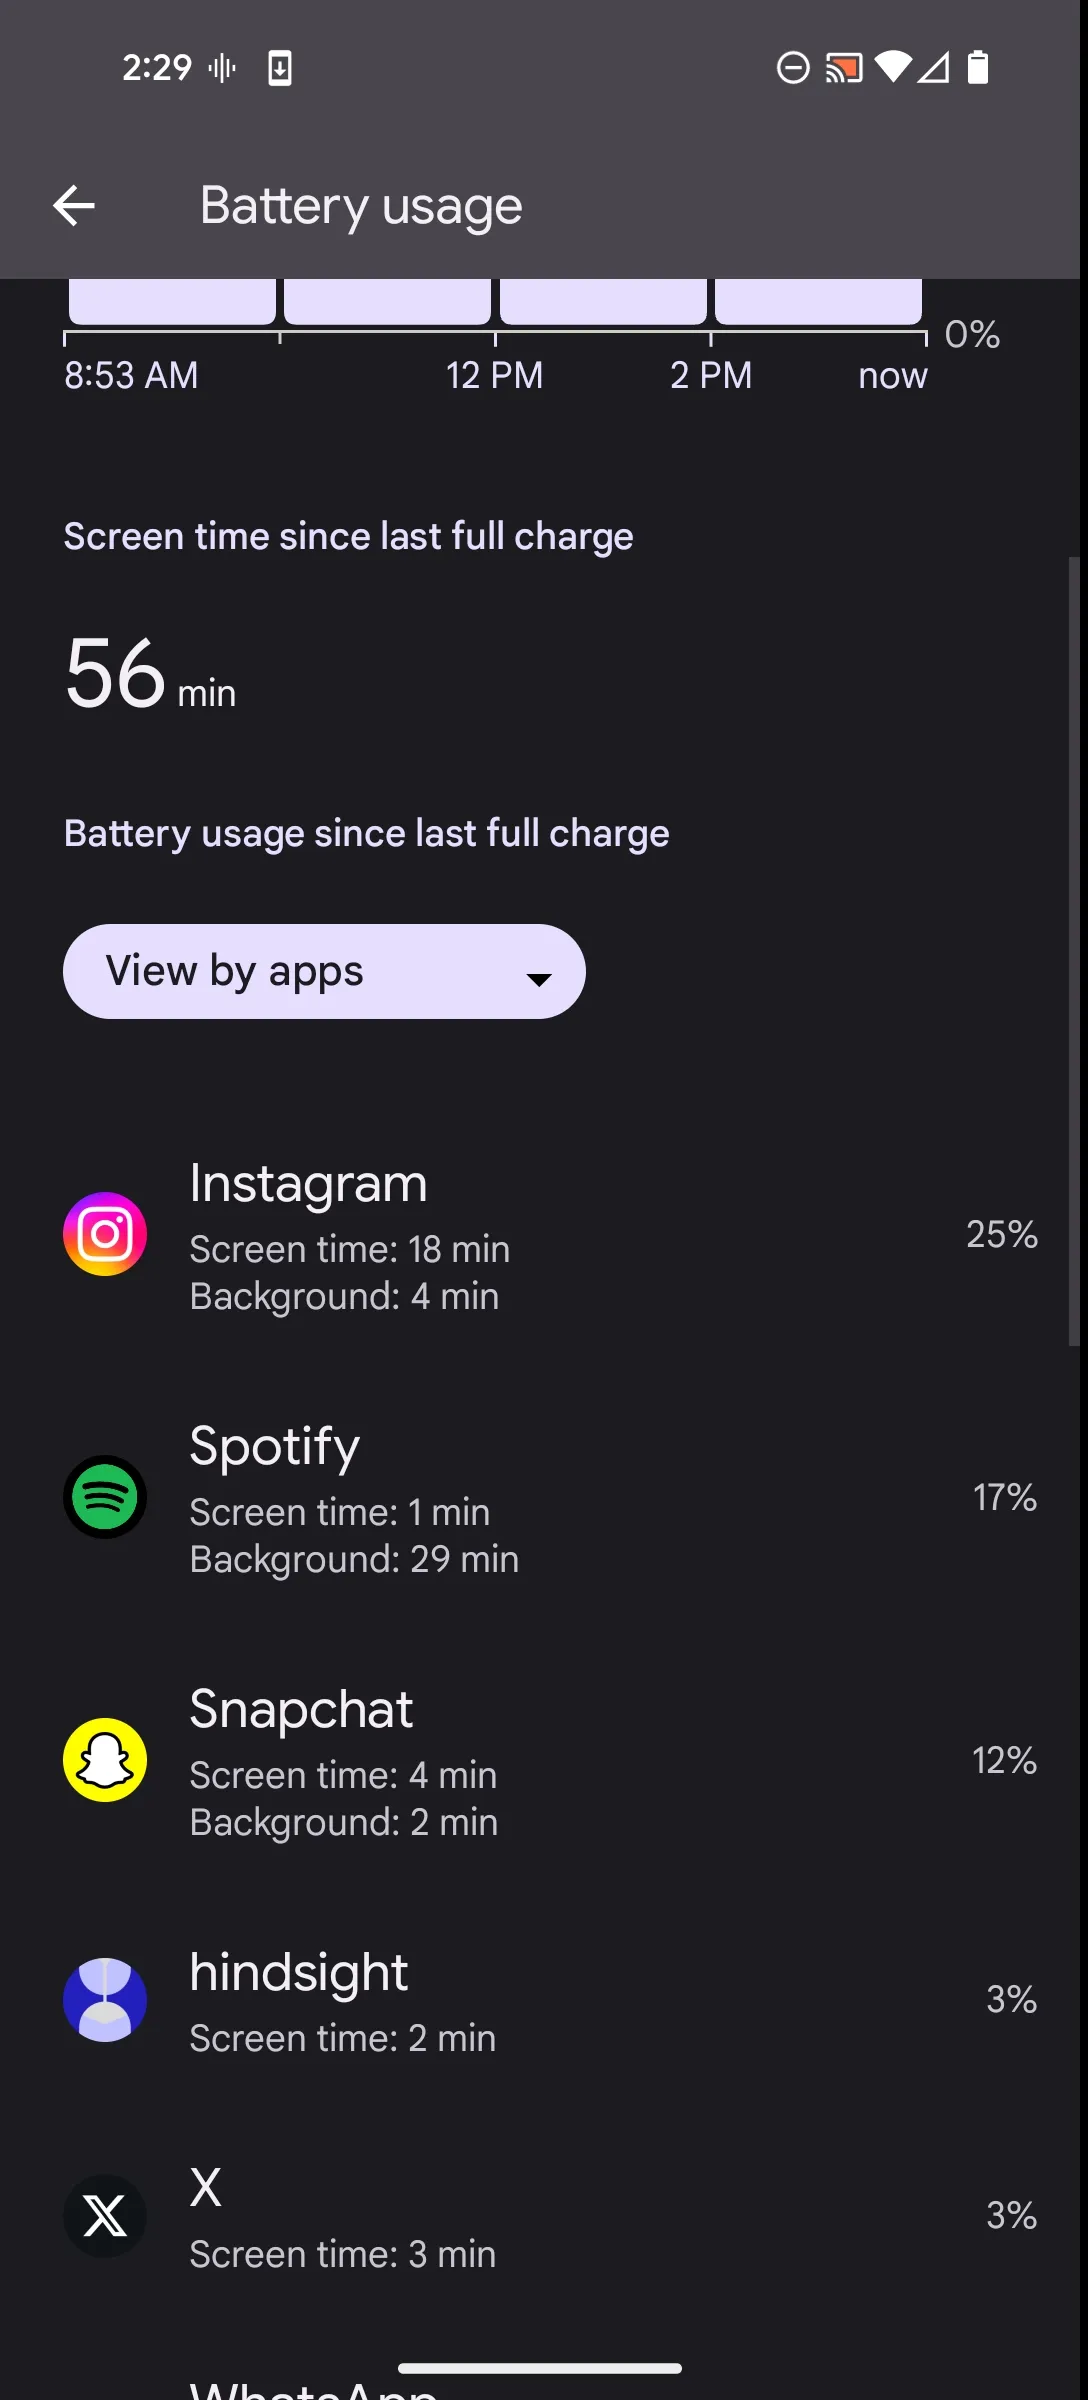 2:29
Battery usage
0%
8:53 AM 12 PM 2 PM now
Screen time since last full charge
56 min
Battery usage since last full charge
View by apps
Instagram
Screen time: 18 min
Background: 4 min
25%
Spotify
Screen time: 1 min
Background: 29 min
17%
Snapchat
Screen time: 4 min
Background: 2 min
12%
hindsight
Screen time: 2 min
3%
X
Screen time: 3 min
3%
WhatsApp